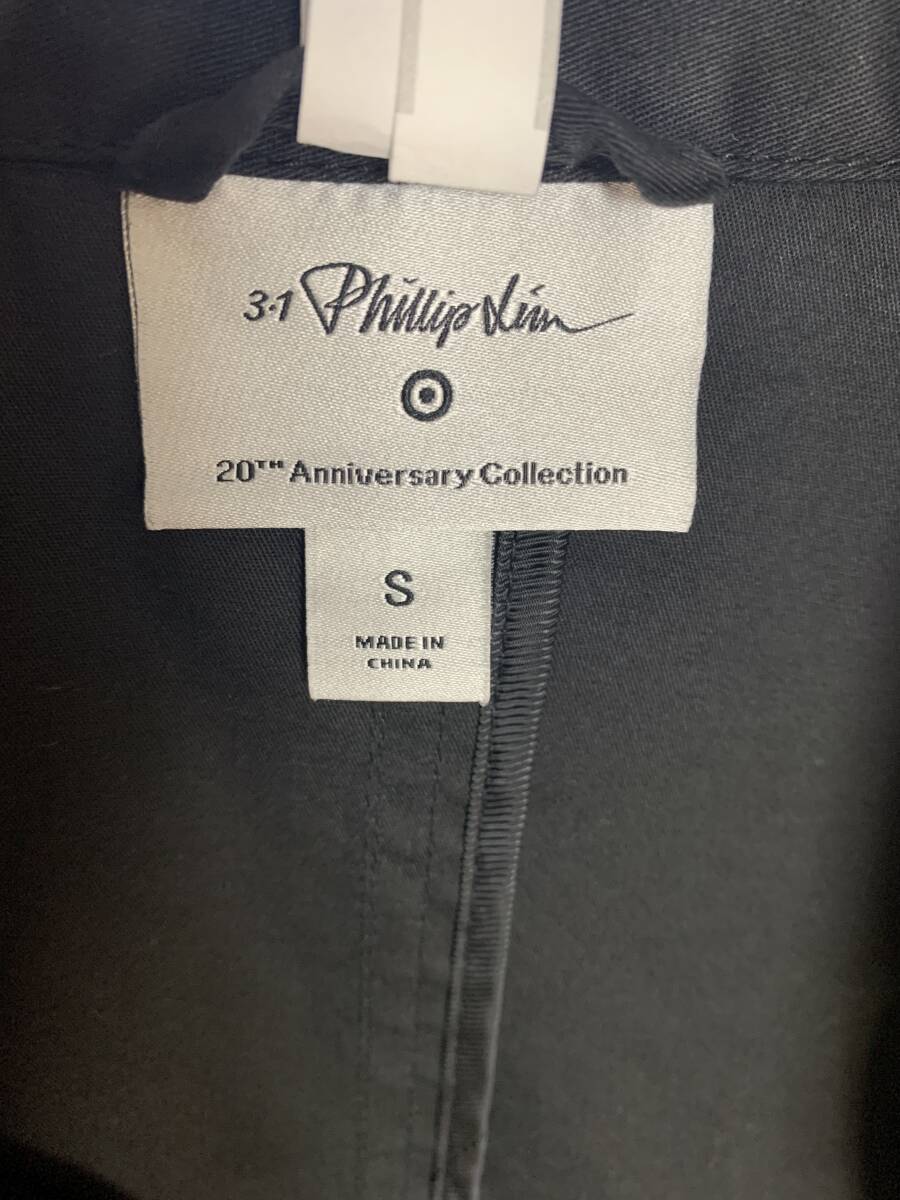 3.1 Phillip Lim
20TH Anniversary Collection
S
MADE IN
CHINA